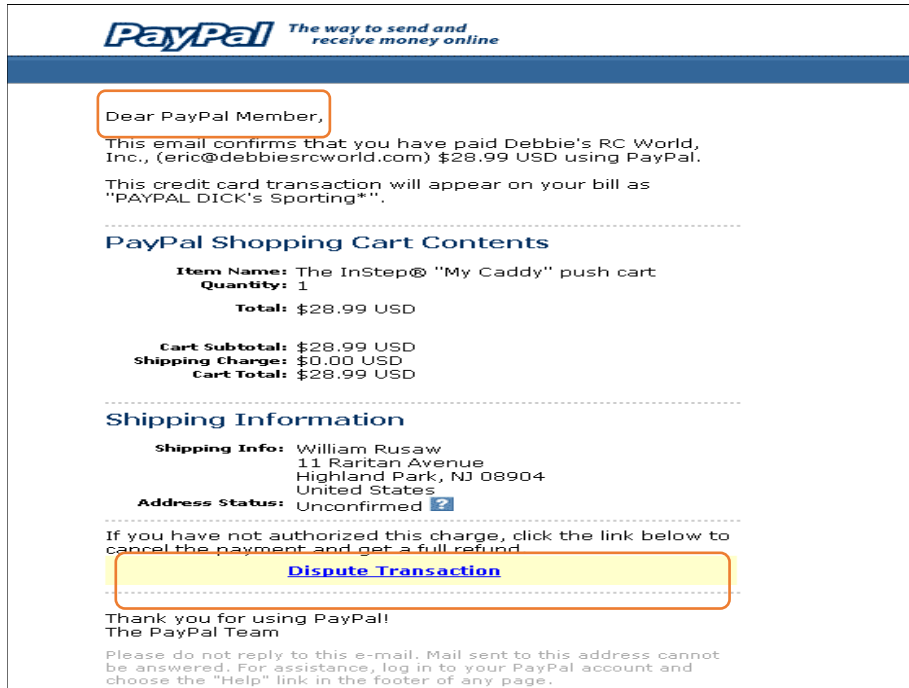 PayPal The way to send and
receive money online
Dear PayPal Member,
This email confirms that you have paid Debbie's RC World,
Inc., (eric@debbiesrcworld.com) $28.99 USD using PayPal.
This credit card transaction will appear on your bill as
"PAYPAL DICK's Sporting*".
PayPal Shopping Cart Contents
Item Name: The InStep® "My Caddy" push cart
Quantity: 1
Total: $28.99 USD
Cart Subtotal: $28.99 USD
Shipping Charge: $0.00 USD
Cart Total: $28.99 USD
Shipping Information
Shipping Info: William Rusaw
11 Raritan Avenue
Highland Park, NJ 08904
United States
Address Status: Unconfirmed ?
If you have not authorized this charge, click the link below to
cancel the payment and get a full refund
Dispute Transaction
Thank you for using PayPal!
The PayPal Team
Please do not reply to this e-mail. Mail sent to this address cannot
be answered. For assistance, log in to your PayPal account and
choose the "Help" link in the footer of any page.